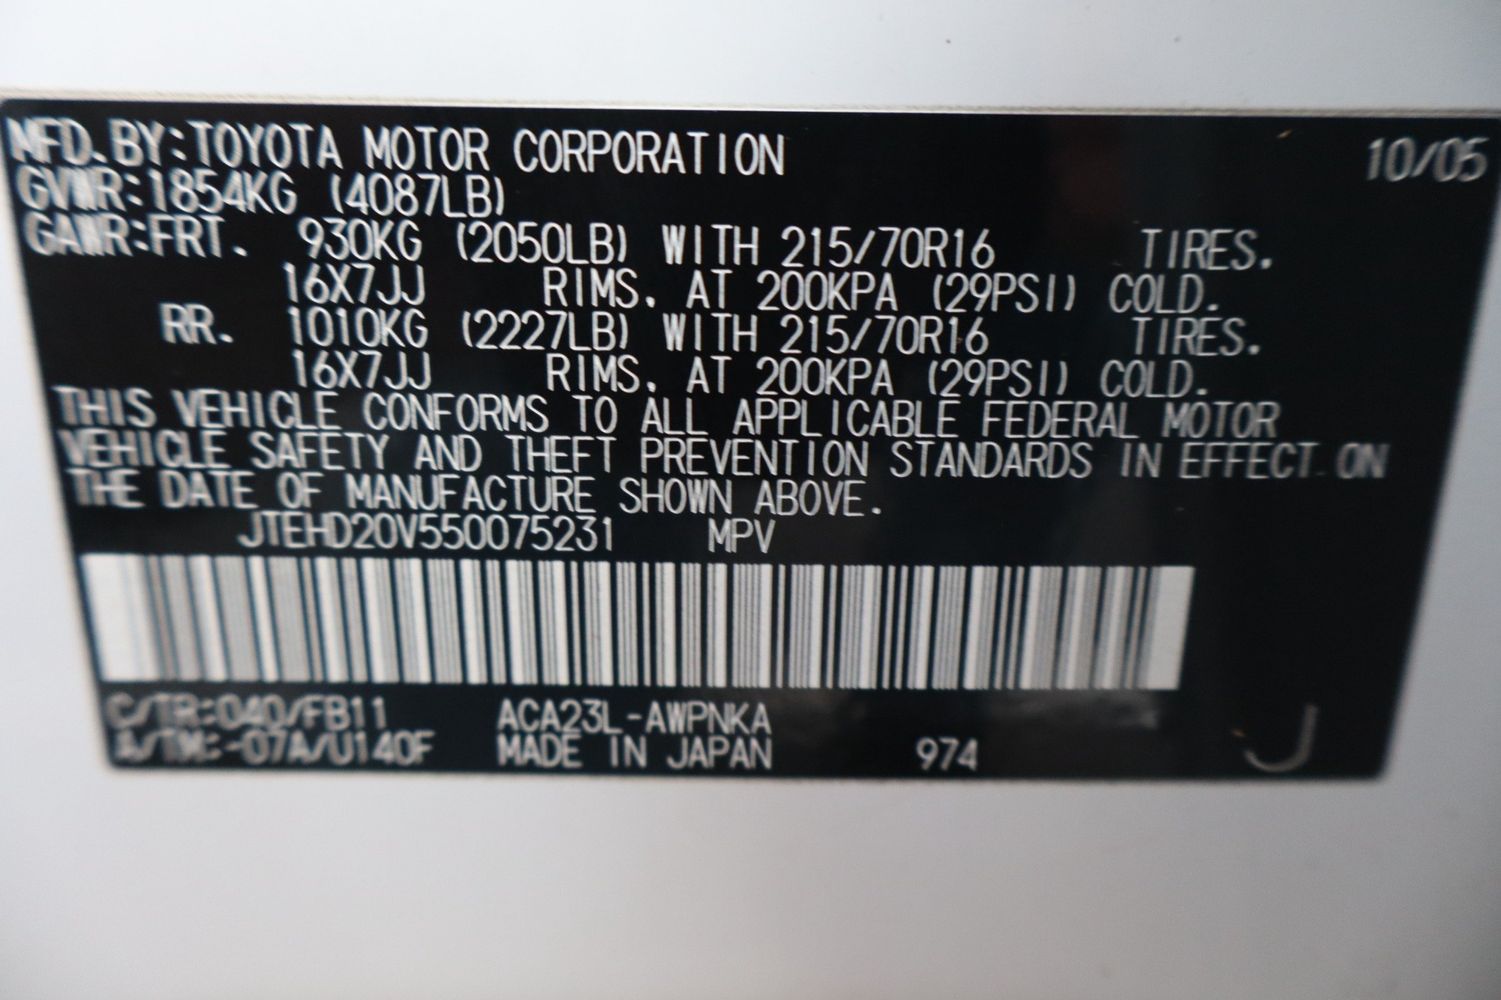 MFD.BY:TOYOTA MOTOR CORPORATION 10/05
GVWR:1854KG (4087LB)
GAWR:FRT. 930KG (2050LB) WITH 215/70R16 TIRES.
16X7JJ RIMS. AT 200KPA (29PSI) COLD.
RR. 1010KG (2227LB) WITH 215/70R16 TIRES.
16X7JJ RIMS. AT 200KPA (29PSI) COLD.
THIS VEHICLE CONFORMS TO ALL APPLICABLE FEDERAL MOTOR
VEHICLE SAFETY AND THEFT PREVENTION STANDARDS IN EFFECT ON
THE DATE OF MANUFACTURE SHOWN ABOVE.
JTEHD20V550075231 MPV
C/TR:040/FB11 ACA23L-AWPNKA
A/TM:-07A/U140F MADE IN JAPAN 974 J